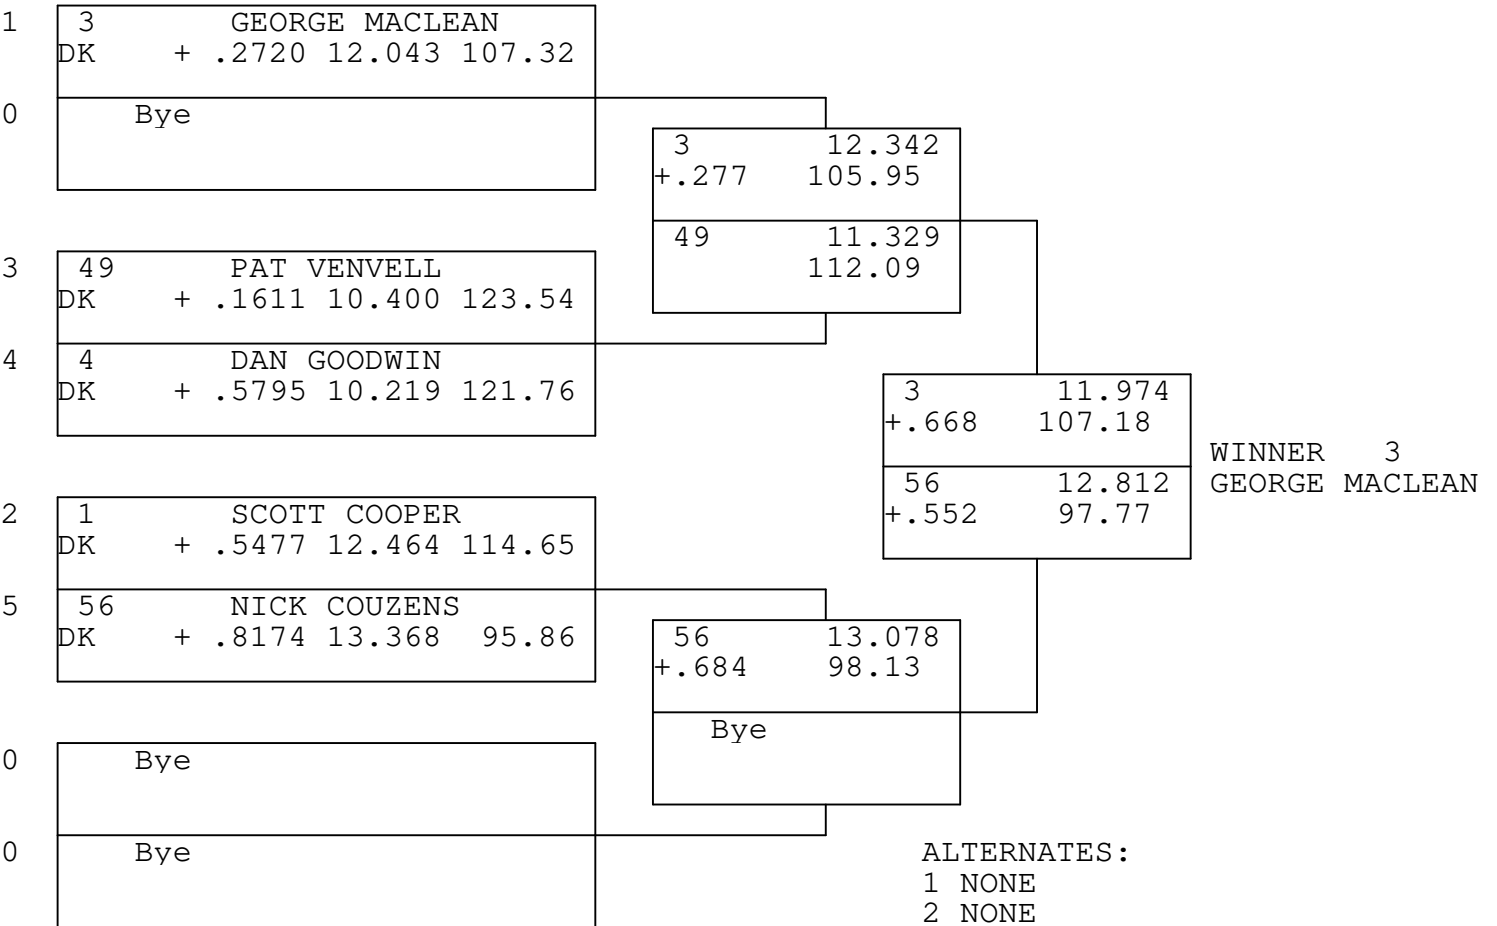 1 3 GEORGE MACLEAN
DK + .2720 12.043 107.32
0 Bye
3 12.342
+.277 105.95
49 11.329
112.09
3 49 PAT VENVELL
DK + .1611 10.400 123.54
4 4 DAN GOODWIN
DK + .5795 10.219 121.76
3 11.974
+.668 107.18
56 12.812
+.552 97.77
WINNER 3
GEORGE MACLEAN
2 1 SCOTT COOPER
DK + .5477 12.464 114.65
5 56 NICK COUZENS
DK + .8174 13.368 95.86
56 13.078
+.684 98.13
Bye
0 Bye
0 Bye
ALTERNATES:
1 NONE
2 NONE